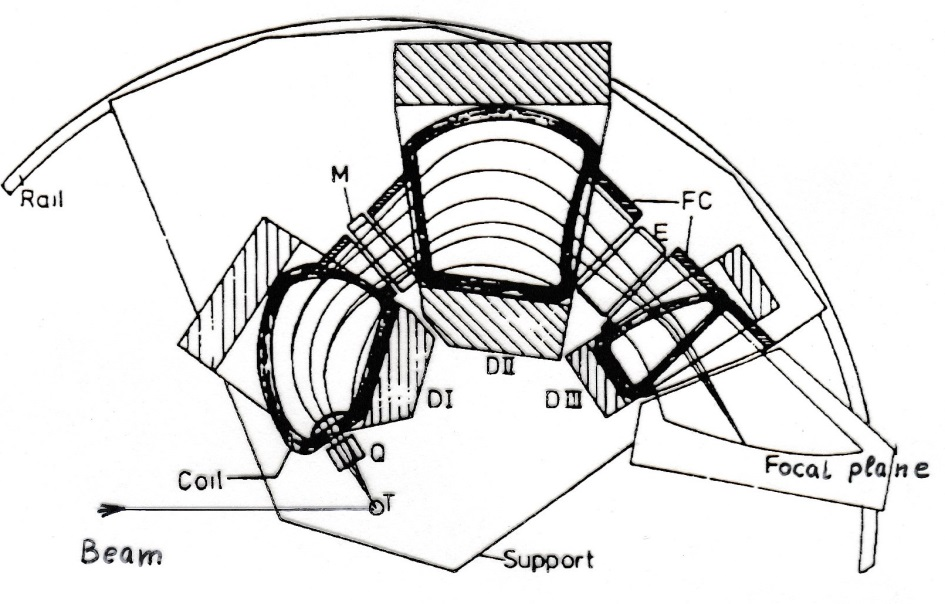 Rail
M
FC
E
DII
DI
DIII
Q
Coil
Focal plane
T
Beam
Support